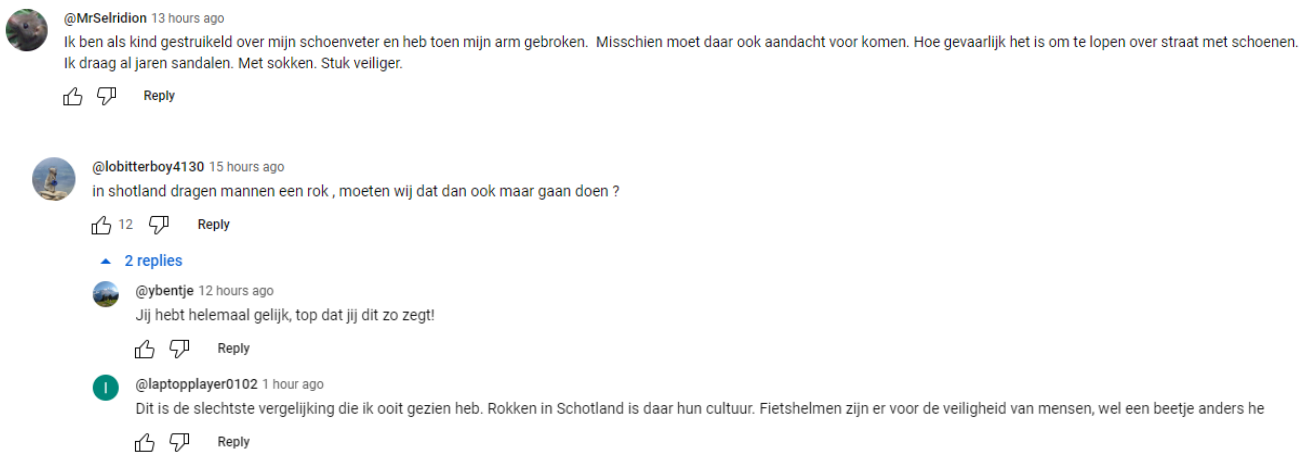 @MrSelridion 13 hours ago
Ik ben als kind gestruikeld over mijn schoenveter en heb toen mijn arm gebroken.  Misschien moet daar ook aandacht voor komen. Hoe gevaarlijk het is om te lopen over straat met schoenen.
Ik draag al jaren sandalen. Met sokken. Stuk veiliger.
Reply
@lobitterboy4130 15 hours ago
in shotland dragen mannen een rok , moeten wij dat dan ook maar gaan doen ?
12 Reply
2 replies
@ybentje 12 hours ago
Jij hebt helemaal gelijk, top dat jij dit zo zegt!
Reply
I
@laptopplayer0102 1 hour ago
Dit is de slechtste vergelijking die ik ooit gezien heb. Rokken in Schotland is daar hun cultuur. Fietshelmen zijn er voor de veiligheid van mensen, wel een beetje anders he
Reply